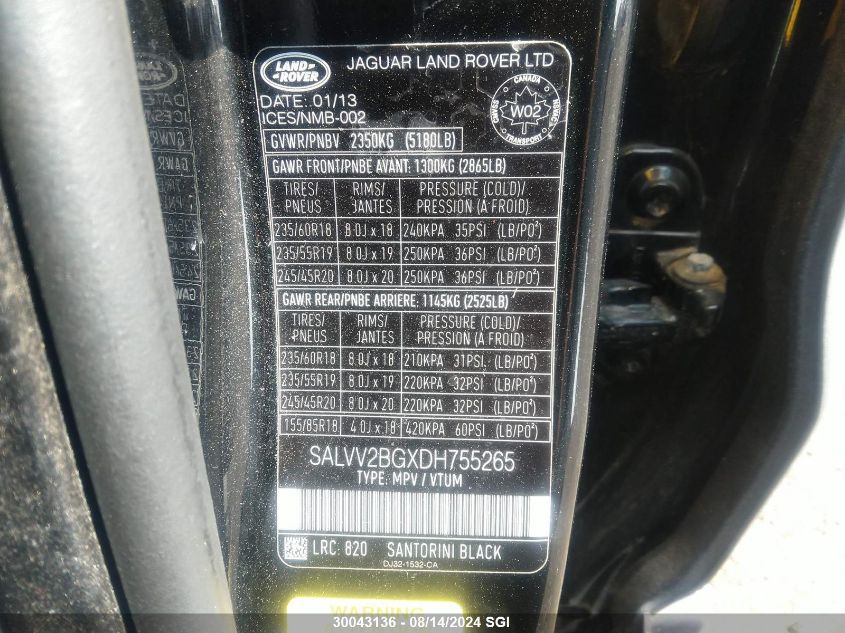 LAND ROVER
JAGUAR LAND ROVER LTD
DATE: 01/13
ICES/NMB-002
CANADA
W02
TRANSPORT
GVWR/PNBV 2350KG (5180LB)
GAWR FRONT/PNBE AVANT: 1300KG (2865LB)
TIRES/ RIMS/ PRESSURE (COLD)/
PNEUS JANTES PRESSION (A FROID)
235/60R18 8.0J x 18 240KPA 35PSI (LB/PO²)
235/55R19 8.0J x 19 250KPA 36PSI (LB/PO²)
245/45R20 8.0J x 20 250KPA 36PSI (LB/PO²)
GAWR REAR/PNBE ARRIERE: 1145KG (2525LB)
TIRES/ RIMS/ PRESSURE (COLD)/
PNEUS JANTES PRESSION (A FROID)
235/60R18 8.0J x 18 210KPA 31PSI (LB/PO²)
235/55R19 8.0J x 19 220KPA 32PSI (LB/PO²)
245/45R20 8.0J x 20 220KPA 32PSI (LB/PO²)
155/85R18 4.0J x 18 420KPA 60PSI (LB/PO²)
SALVV2BGXDH755265
TYPE: MPV / VTUM
LRC: 820 SANTORINI BLACK
DJ32-1532-CA
WARNING
30043136 - 08/14/2024 SGI